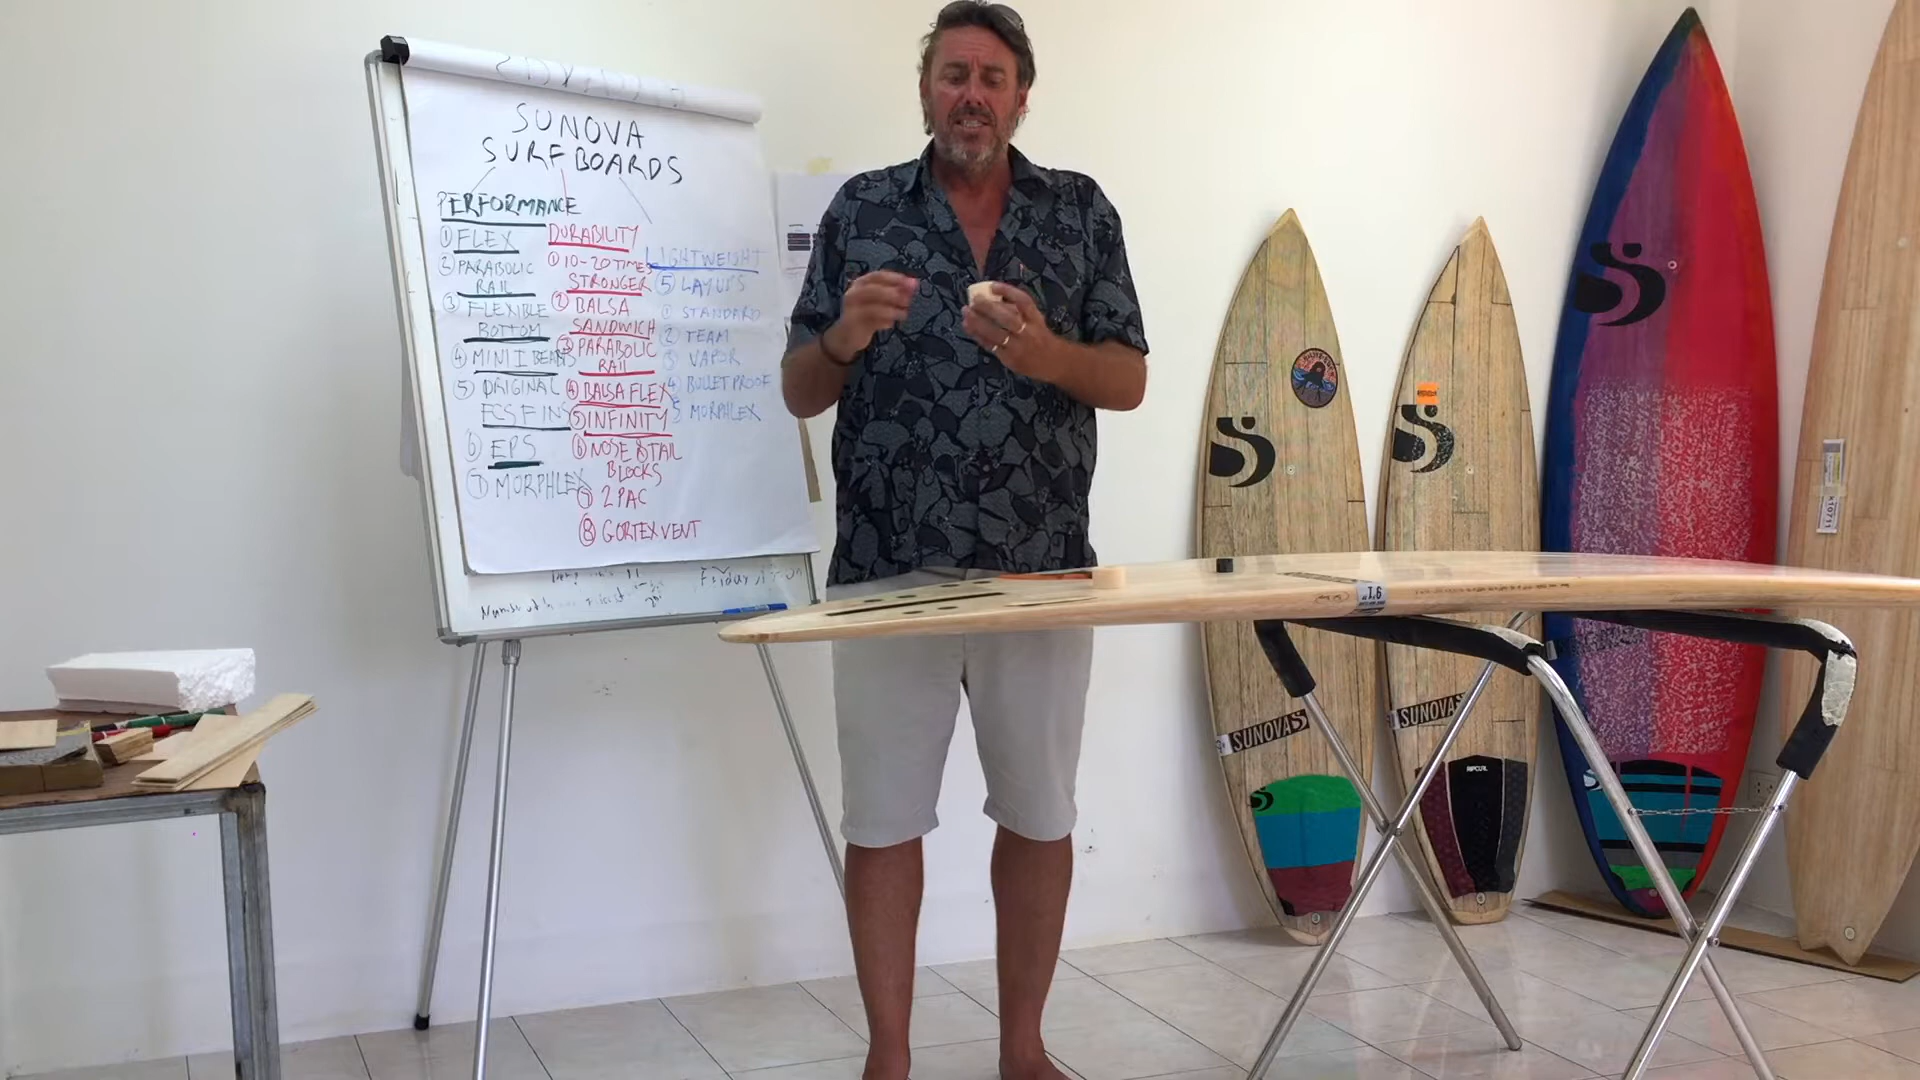 SUNOVA
SURFBOARDS
PERFORMANCE
① FLEX
② PARABOLIC
RAIL
③ FLEXIBLE
BOTTOM
④ MINI I BEAMS
⑤ ORIGINAL
FCS FINS
⑥ EPS
⑦ MORPHLEX
DURABILITY
① 10-20 TIMES
STRONGER
② BALSA
SANDWICH
③ PARABOLIC
RAIL
④ BALSA FLEX
⑤ INFINITY
⑥ NOSE & TAIL
BLOCKS
⑦ 2 PAC
⑧ GORTEX VENT
LIGHTWEIGHT
⑤ LAYUPS
① STANDARD
② TEAM
③ VAPOR
④ BULLETPROOF
5 MORPHLEX
Friday
SUNOVA
SUNOVA
RIPCURL
K10711